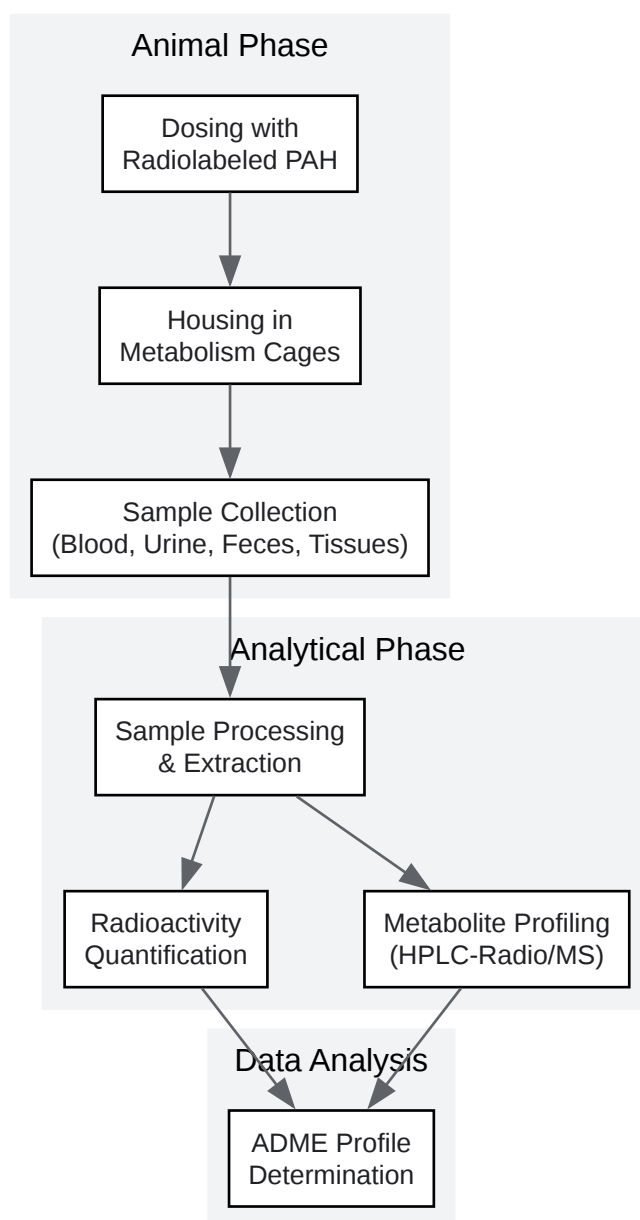 Animal Phase
Dosing with
Radiolabeled PAH
Housing in
Metabolism Cages
Sample Collection
(Blood, Urine, Feces, Tissues)
Analytical Phase
Sample Processing
& Extraction
Radioactivity
Quantification
Metabolite Profiling
(HPLC-Radio/MS)
Data Analysis
ADME Profile
Determination